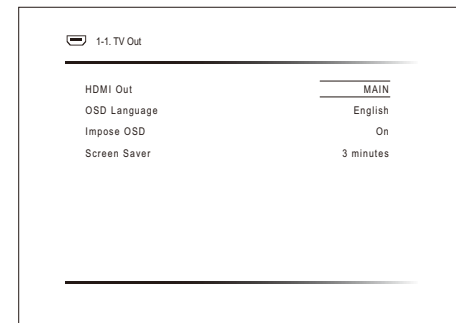 1-1. TV Out
HDMI Out MAIN
OSD Language English
Impose OSD On
Screen Saver 3 minutes